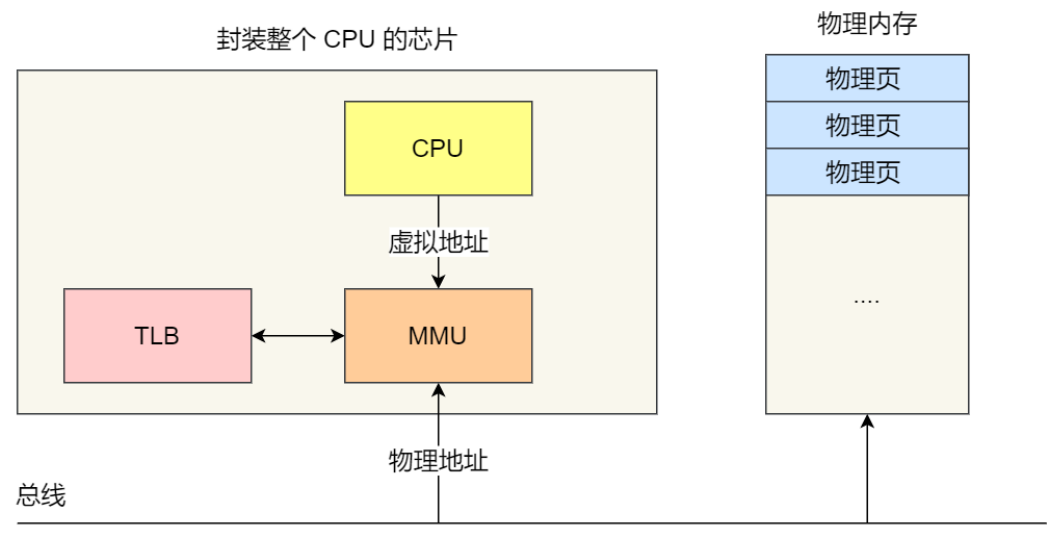 封装整个 CPU 的芯片
物理内存
物理页
物理页
物理页
CPU
虚拟地址
TLB
MMU
....
物理地址
总线